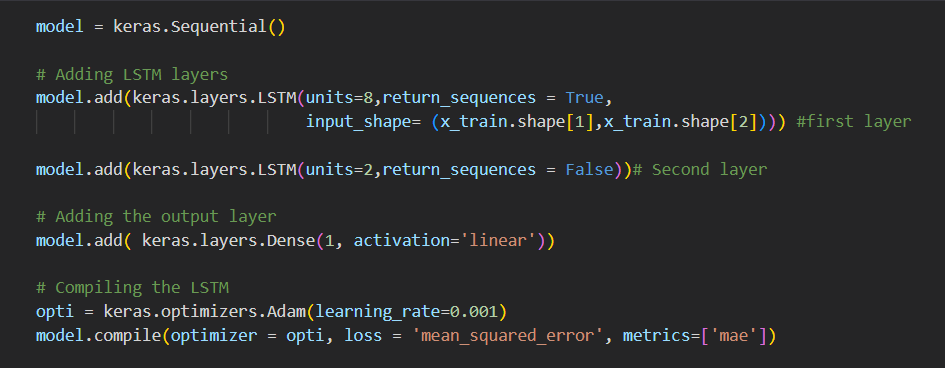 model = keras.Sequential()
# Adding LSTM layers
model.add(keras.layers.LSTM(units=8,return_sequences = True,
input_shape= (x_train.shape[1],x_train.shape[2]))) #first layer
model.add(keras.layers.LSTM(units=2,return_sequences = False))# Second layer
# Adding the output layer
model.add( keras.layers.Dense(1, activation='linear'))
# Compiling the LSTM
opti = keras.optimizers.Adam(learning_rate=0.001)
model.compile(optimizer = opti, loss = 'mean_squared_error', metrics=['mae'])